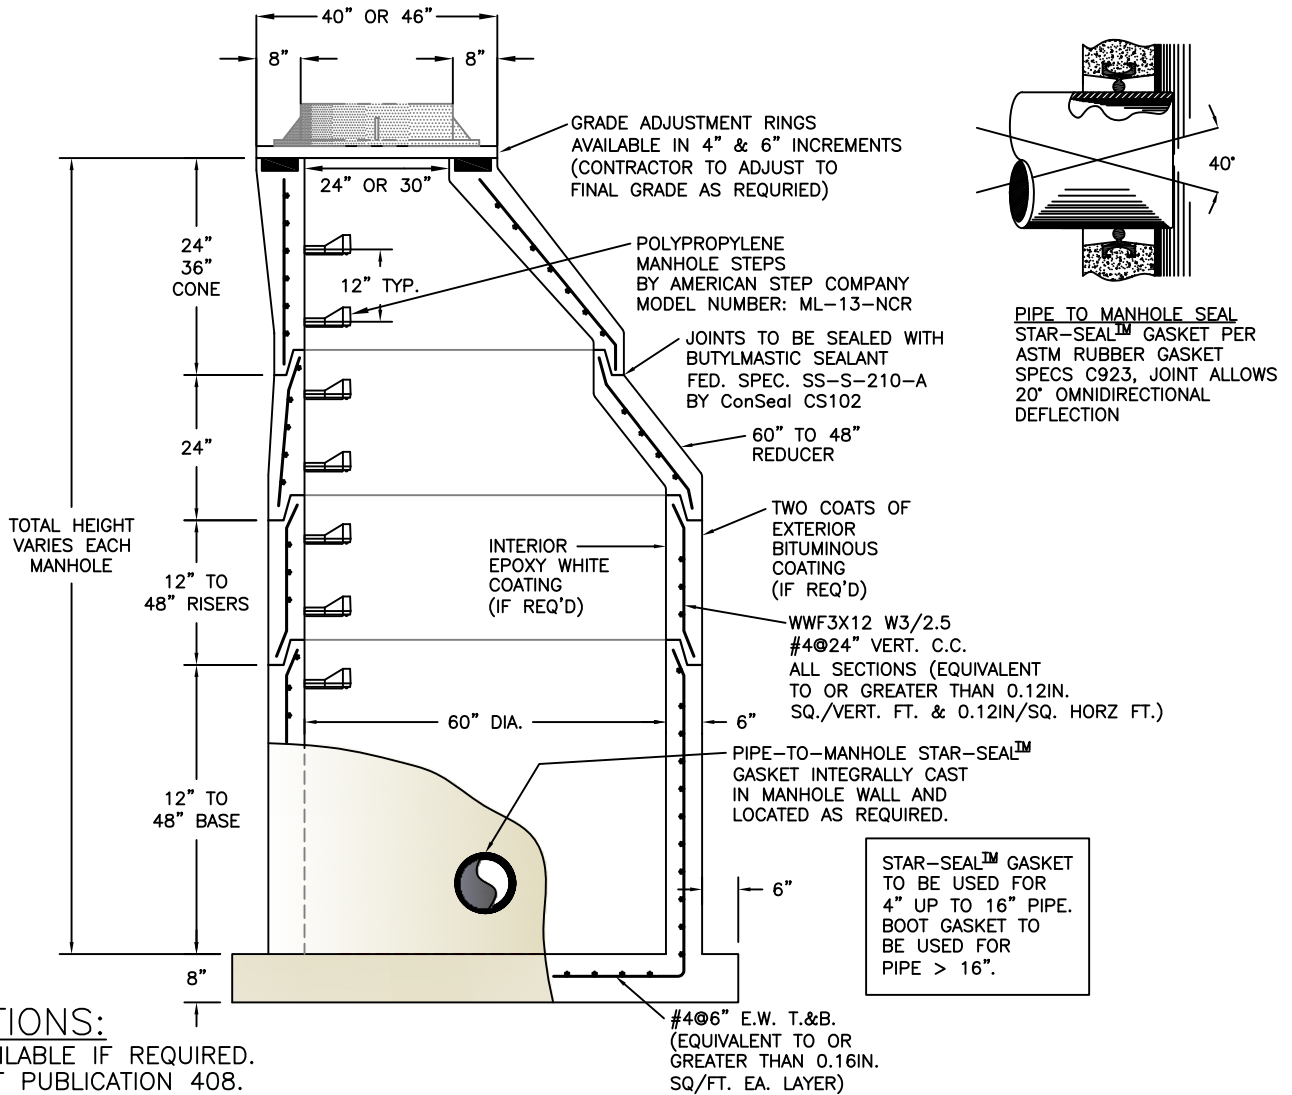 40” OR 46”
8”
8”
GRADE ADJUSTMENT RINGS
AVAILABLE IN 4” & 6” INCREMENTS
(CONTRACTOR TO ADJUST TO
FINAL GRADE AS REQURIED)
24” OR 30”
40°
24”
36”
CONE
12” TYP.
POLYPROPYLENE
MANHOLE STEPS
BY AMERICAN STEP COMPANY
MODEL NUMBER: ML-13-NCR
PIPE TO MANHOLE SEAL
STAR-SEAL™ GASKET PER
ASTM RUBBER GASKET
SPECS C923, JOINT ALLOWS
20° OMNIDIRECTIONAL
DEFLECTION
JOINTS TO BE SEALED WITH
BUTYLMASTIC SEALANT
FED. SPEC. SS-S-210-A
BY ConSeal CS102
24”
60” TO 48”
REDUCER
TOTAL HEIGHT
VARIES EACH
MANHOLE
TWO COATS OF
EXTERIOR
BITUMINOUS
COATING
(IF REQ’D)
INTERIOR
EPOXY WHITE
COATING
(IF REQ’D)
12” TO
48” RISERS
WWF3X12 W3/2.5
#4@24” VERT. C.C.
ALL SECTIONS (EQUIVALENT
TO OR GREATER THAN 0.12IN.
SQ./VERT. FT. & 0.12IN/SQ. HORZ FT.)
60” DIA.
6”
PIPE-TO-MANHOLE STAR-SEAL™
GASKET INTEGRALLY CAST
IN MANHOLE WALL AND
LOCATED AS REQUIRED.
12” TO
48” BASE
6”
STAR-SEAL™ GASKET
TO BE USED FOR
4” UP TO 16” PIPE.
BOOT GASKET TO
BE USED FOR
PIPE > 16”.
8”
#4@6” E.W. T.&B.
(EQUIVALENT TO OR
GREATER THAN 0.16IN.
SQ/FT. EA. LAYER)
TIONS:
ILABLE IF REQUIRED.
T PUBLICATION 408.